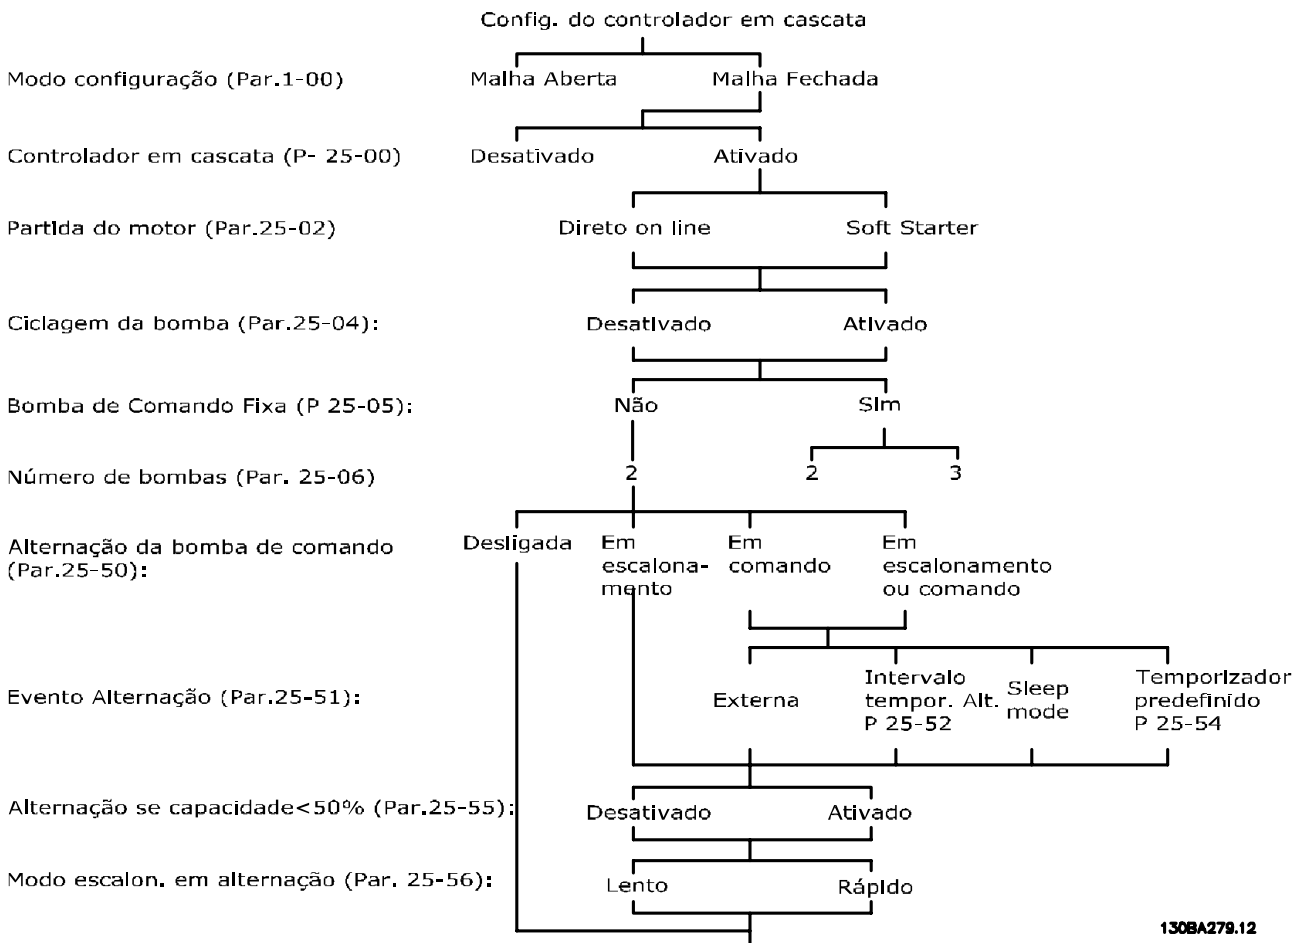 Config. do controlador em cascata
Modo configuração (Par.1-00)
Malha Aberta
Malha Fechada
Controlador em cascata (P- 25-00)
Desativado
Ativado
Partida do motor (Par.25-02)
Direto on line
Soft Starter
Ciclagem da bomba (Par.25-04):
Desativado
Ativado
Bomba de Comando Fixa (P 25-05):
Não
Sim
Número de bombas (Par. 25-06)
2
2
3
Alternação da bomba de comando
(Par.25-50):
Desligada
Em
escalona-
mento
Em
comando
Em
escalonamento
ou comando
Evento Alternação (Par.25-51):
Externa
Intervalo
tempor. Alt.
P 25-52
Sleep
mode
Temporizador
predefinido
P 25-54
Alternação se capacidade<50% (Par.25-55):
Desativado
Ativado
Modo escalon. em alternação (Par. 25-56):
Lento
Rápido
130BA279.12